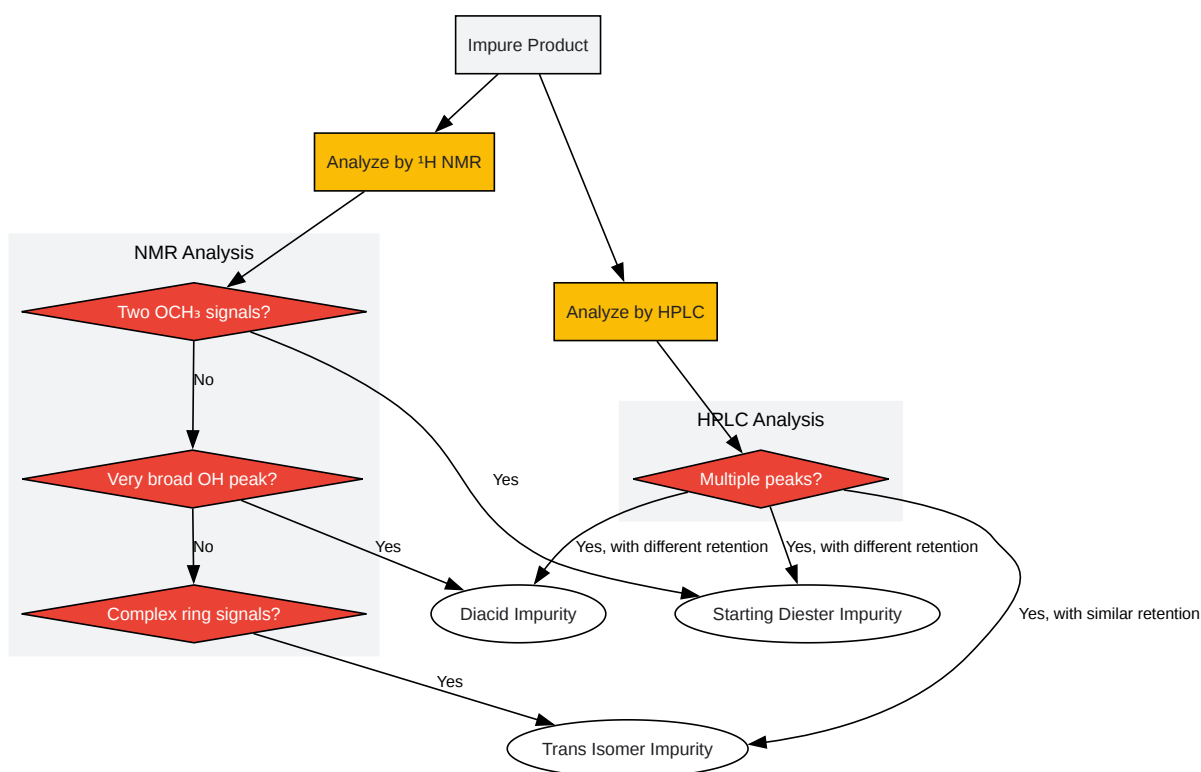 Impure Product
Analyze by ¹H NMR
NMR Analysis
Two OCH₃ signals?
Analyze by HPLC
No
HPLC Analysis
Very broad OH peak?
Multiple peaks?
Yes
No
Yes
Yes, with different retention
Yes, with different retention
Complex ring signals?
Diacid Impurity
Starting Diester Impurity
Yes, with similar retention
Yes
Trans Isomer Impurity